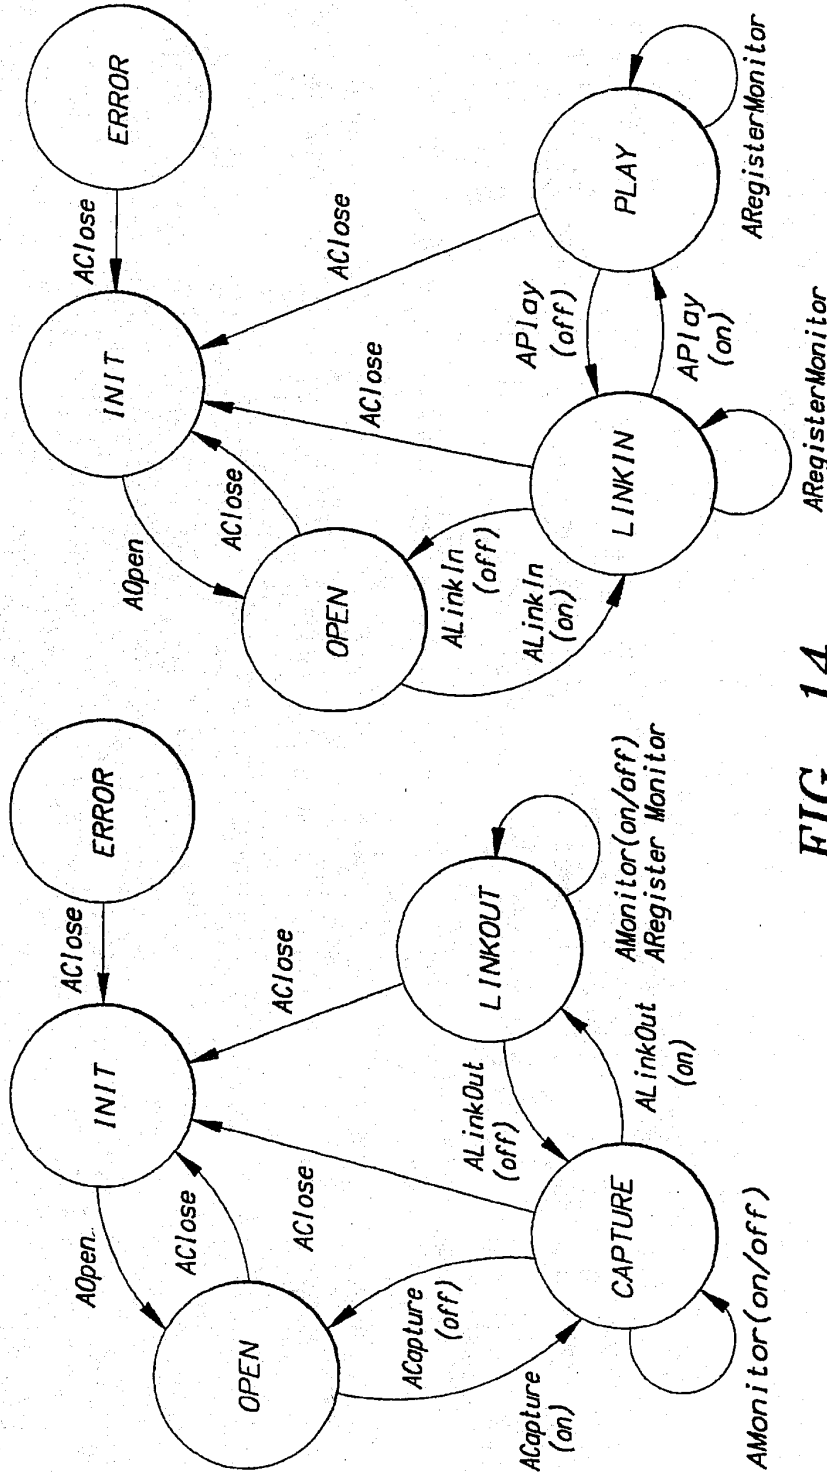 ERROR
AClose
INIT
AOpen
AClose
OPEN
AClose
AClose
ACapture
(off)
ACapture
(on)
CAPTURE
AMonitor(on/off)
ALinkOut
(off)
ALinkOut
(on)
LINKOUT
AMonitor(on/off)
ARegister Monitor
ERROR
AClose
INIT
AOpen
AClose
OPEN
AClose
AClose
ALinkIn
(off)
ALinkIn
(on)
LINKIN
ARegisterMonitor
APlay
(off)
APlay
(on)
PLAY
ARegisterMonitor
FIG. 14